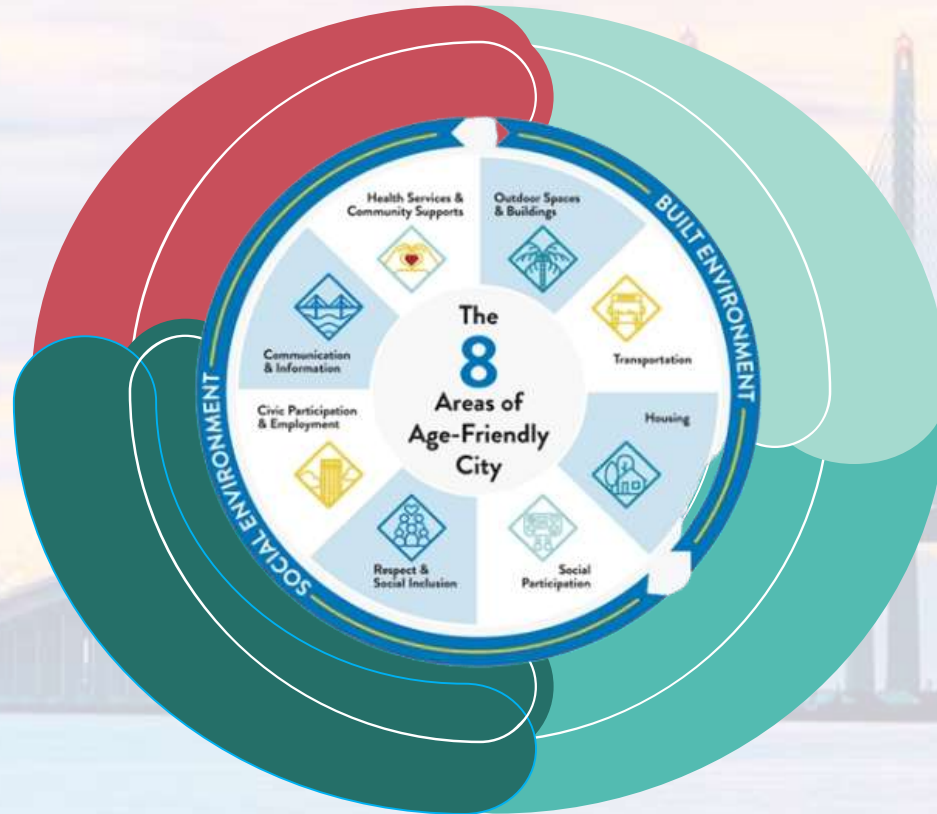 The
8
Areas of
Age-Friendly
City
BUILT ENVIRONMENT
Outdoor Spaces
& Buildings
Transportation
Housing
SOCIAL ENVIRONMENT
Social
Participation
Respect &
Social Inclusion
Civic Participation
& Employment
Communication
& Information
Health Services &
Community Supports